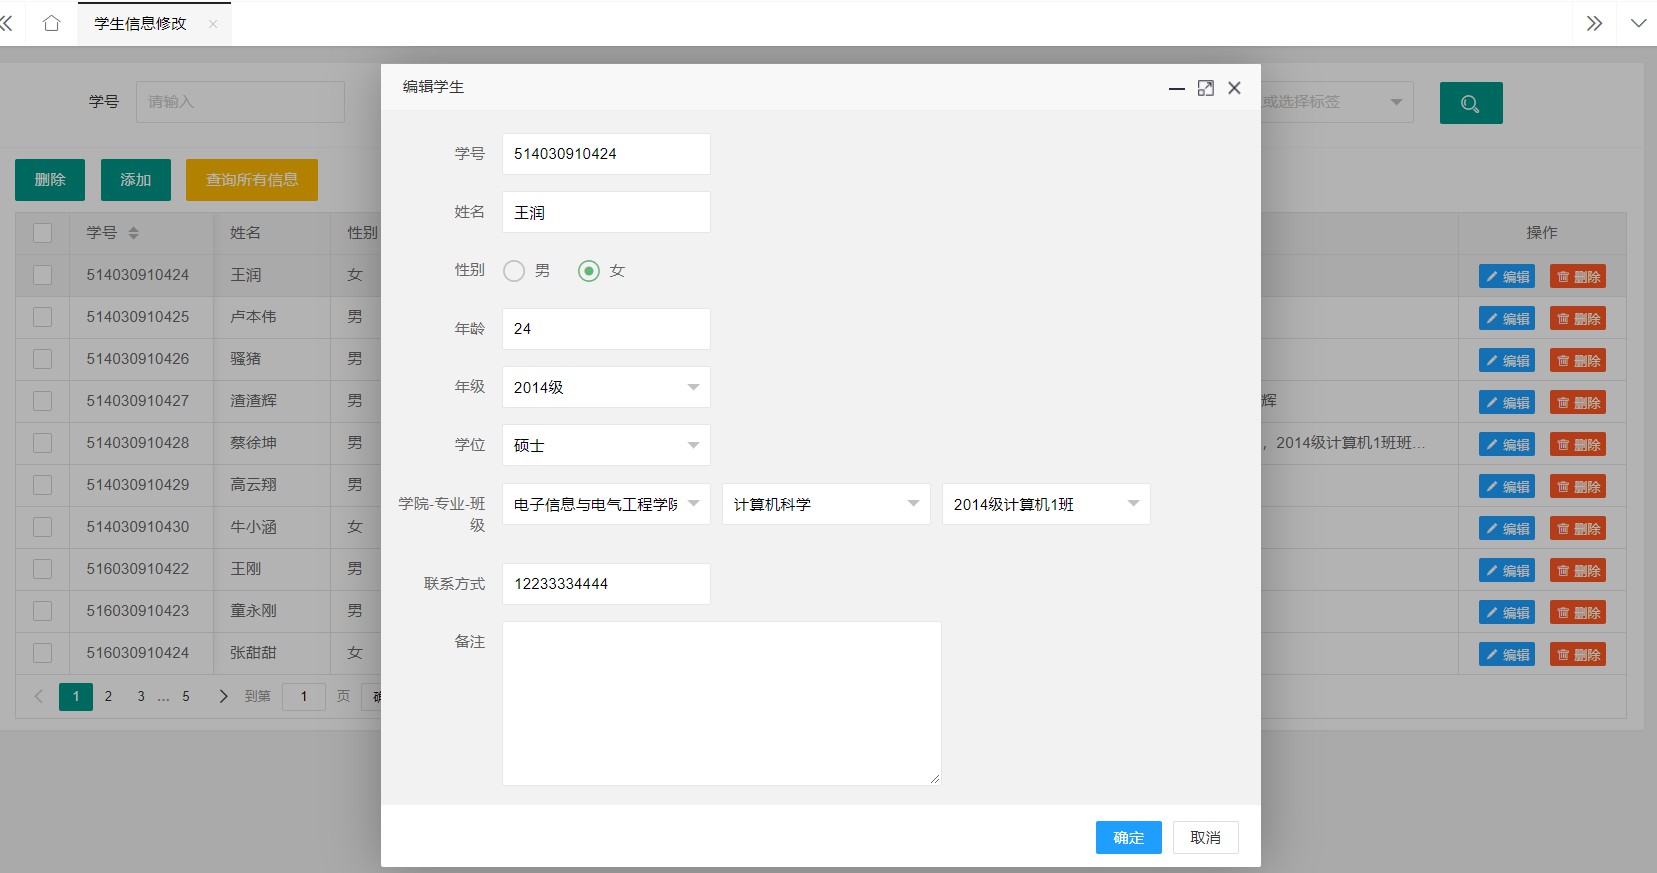 学生信息修改
编辑学生
学号 请输入
或选择标签
删除 添加 查询所有信息
学号 514030910424
姓名 王润
性别 男 女
年龄 24
年级 2014级
学位 硕士
学院-专业-班级 电子信息与电气工程学院 计算机科学 2014级计算机1班
联系方式 12233334444
备注
确定 取消
学号 姓名 性别 操作
514030910424 王润 女 编辑 删除
514030910425 卢本伟 男 编辑 删除
514030910426 骚猪 男 编辑 删除
514030910427 渣渣辉 男 辉 编辑 删除
514030910428 蔡徐坤 男 ，2014级计算机1班班... 编辑 删除
514030910429 高云翔 男 编辑 删除
514030910430 牛小涵 女 编辑 删除
516030910422 王刚 男 编辑 删除
516030910423 童永刚 男 编辑 删除
516030910424 张甜甜 女 编辑 删除
1 2 3 … 5 到第 1 页